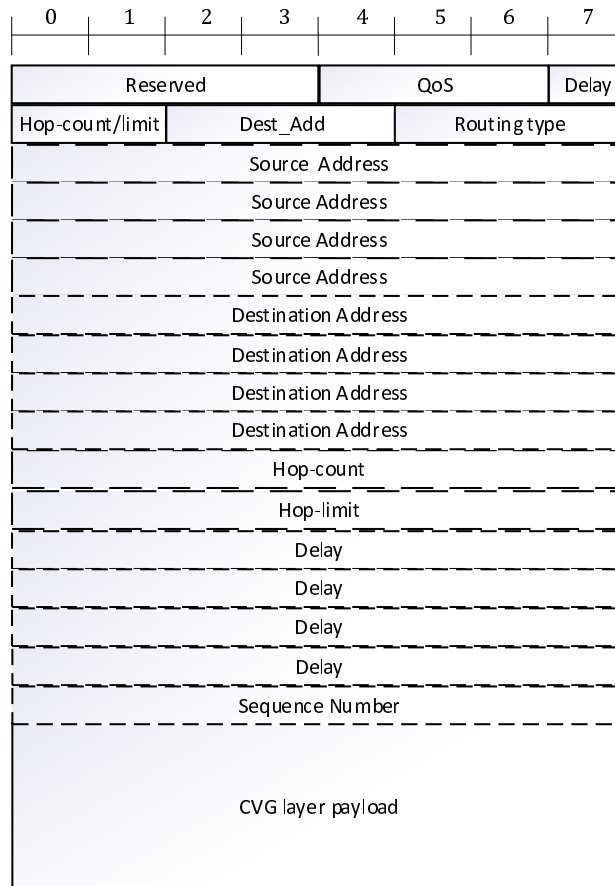 0 1 2 3 4 5 6 7
Reserved QoS Delay
Hop-count/limit Dest_Add Routing type
Source Address
Source Address
Source Address
Source Address
Destination Address
Destination Address
Destination Address
Destination Address
Hop-count
Hop-limit
Delay
Delay
Delay
Delay
Sequence Number
CVG layer payload